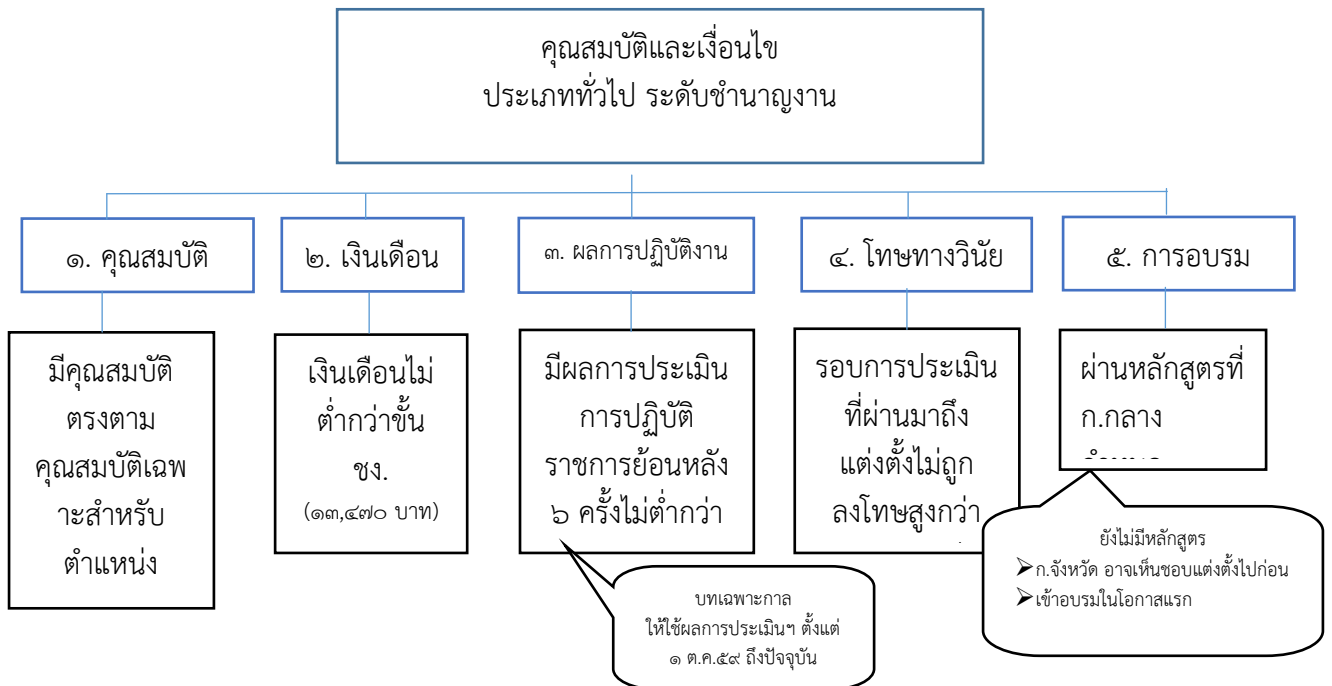 คุณสมบัติและเงื่อนไข
ประเภททั่วไป ระดับชำนาญงาน
๑. คุณสมบัติ
๒. เงินเดือน
๓. ผลการปฏิบัติงาน
๔. โทษทางวินัย
๕. การอบรม
มีคุณสมบัติ
ตรงตาม
คุณสมบัติเฉพ
าะสำหรับ
ตำแหน่ง
เงินเดือนไม่
ต่ำกว่าขั้น
ชง.
(๑๓,๔๗๐ บาท)
มีผลการประเมิน
การปฏิบัติ
ราชการย้อนหลัง
๖ ครั้งไม่ต่ำกว่า
รอบการประเมิน
ที่ผ่านมาถึง
แต่งตั้งไม่ถูก
ลงโทษสูงกว่า
ผ่านหลักสูตรที่
ก.กลาง
บทเฉพาะกาล
ให้ใช้ผลการประเมินฯ ตั้งแต่
๑ ต.ค.๕๙ ถึงปัจจุบัน
ยังไม่มีหลักสูตร
➢ก.จังหวัด อาจเห็นชอบแต่งตั้งไปก่อน
➢เข้าอบรมในโอกาสแรก